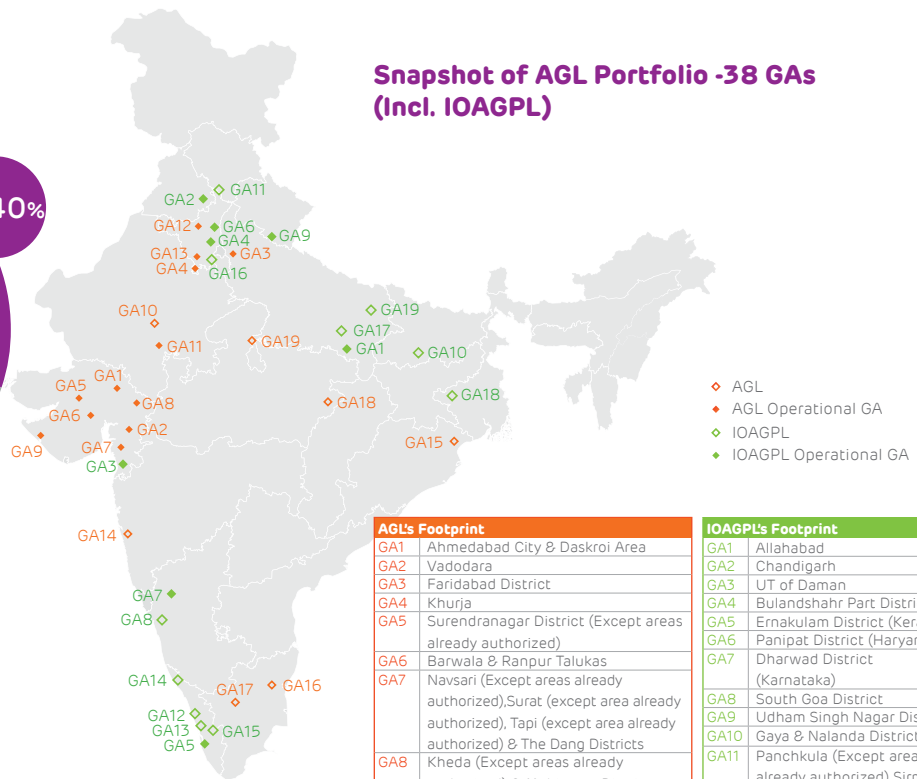 Snapshot of AGL Portfolio -38 GAs
(Incl. IOAGPL)
40%
GA11
GA2
GA12
GA6
GA9
GA4
GA13
GA3
GA4
GA16
GA10
GA19
GA17
GA11
GA19
GA1
GA10
GA1
GA5
GA8
GA18
GA18
GA6
GA2
GA15
GA9
GA7
GA3
GA14
GA7
GA8
GA14
GA17
GA16
GA12
GA13
GA15
GA5
AGL
AGL Operational GA
IOAGPL
IOAGPL Operational GA
AGL's Footprint
GA1 Ahmedabad City & Daskroi Area
GA2 Vadodara
GA3 Faridabad District
GA4 Khurja
GA5 Surendranagar District (Except areas
already authorized)
GA6 Barwala & Ranpur Talukas
GA7 Navsari (Except areas already
authorized),Surat (except area already
authorized), Tapi (except area already
authorized) & The Dang Districts
GA8 Kheda (Except areas already
IOAGPL's Footprint
GA1 Allahabad
GA2 Chandigarh
GA3 UT of Daman
GA4 Bulandshahr Part
GA5 Ernakulam District
GA6 Panipat District
GA7 Dharwad District
(Karnataka)
GA8 South Goa District
GA9 Udham Singh Nagar
GA10 Gaya & Nalanda
GA11 Panchkula (Except
already authorized)